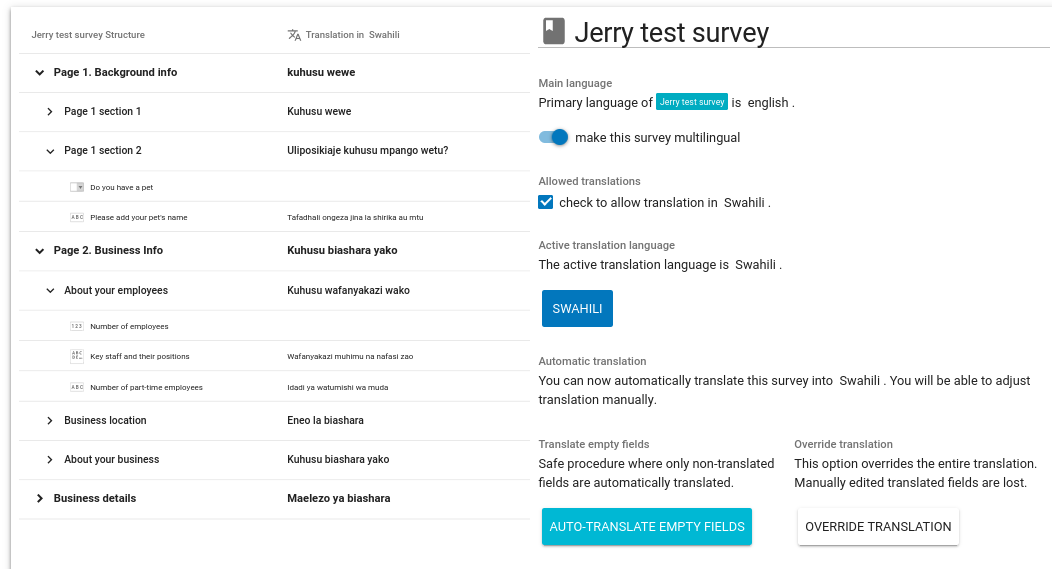 Jerry test survey Structure
Translation in Swahili
Page 1. Background info
kuhusu wewe
Page 1 section 1
Kuhusu wewe
Page 1 section 2
Uliposikiaje kuhusu mpango wetu?
Do you have a pet
ABC
Please add your pet's name
Tafadhali ongeza jina la shirika au mtu
Page 2. Business Info
Kuhusu biashara yako
About your employees
Kuhusu wafanyakazi wako
123
Number of employees
Key staff and their positions
Wafanyakazi muhimu na nafasi zao
ABC
Number of part-time employees
Idadi ya watumishi wa muda
Business location
Eneo la biashara
About your business
Kuhusu biashara yako
Business details
Maelezo ya biashara
Jerry test survey
Main language
Primary language of Jerry test survey is english .
make this survey multilingual
Allowed translations
check to allow translation in Swahili .
Active translation language
The active translation language is Swahili .
SWAHILI
Automatic translation
You can now automatically translate this survey into Swahili . You will be able to adjust
translation manually.
Translate empty fields
Safe procedure where only non-translated
fields are automatically translated.
AUTO-TRANSLATE EMPTY FIELDS
Override translation
This option overrides the entire translation.
Manually edited translated fields are lost.
OVERRIDE TRANSLATION